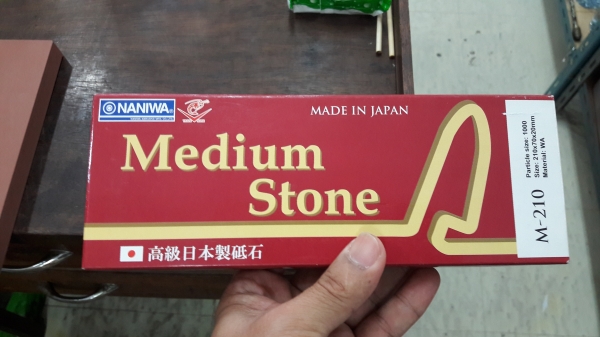 NANIWA®
MADE IN JAPAN
Medium
Stone
高級日本製砥石
M-210
Particle size: 1000
Size: 210x70x20mm
Material: WA